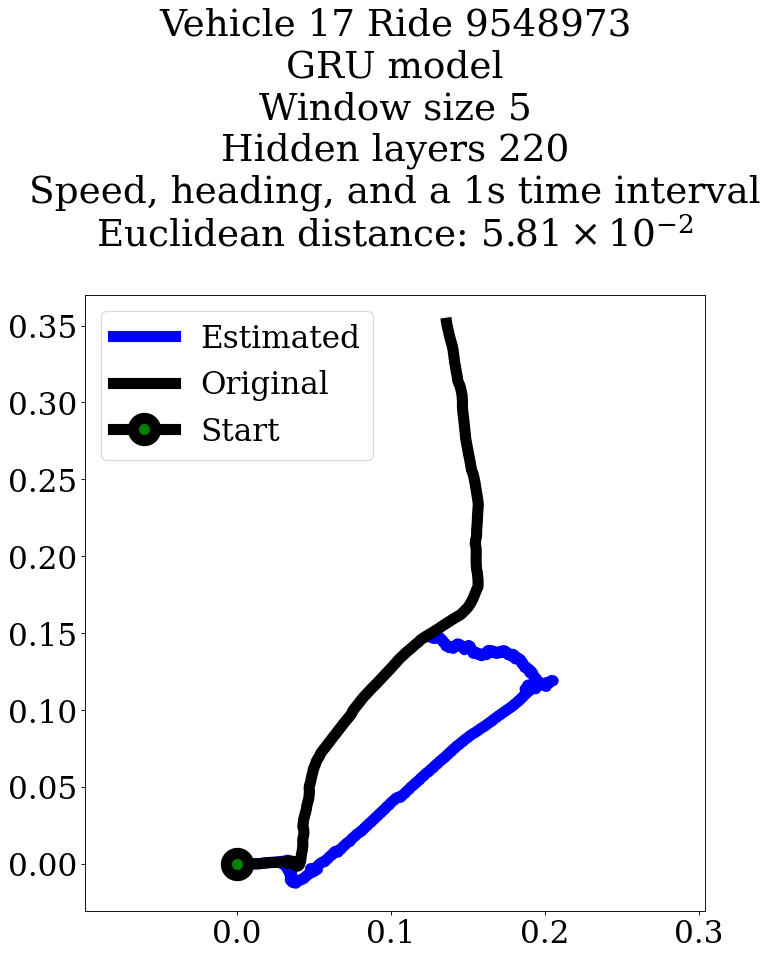 Vehicle 17 Ride 9548973
GRU model
Window size 5
Hidden layers 220
Speed, heading, and a 1s time interval
Euclidean distance: 5.81 × 10⁻²
Estimated
Original
Start
0.35
0.30
0.25
0.20
0.15
0.10
0.05
0.00
0.0 0.1 0.2 0.3